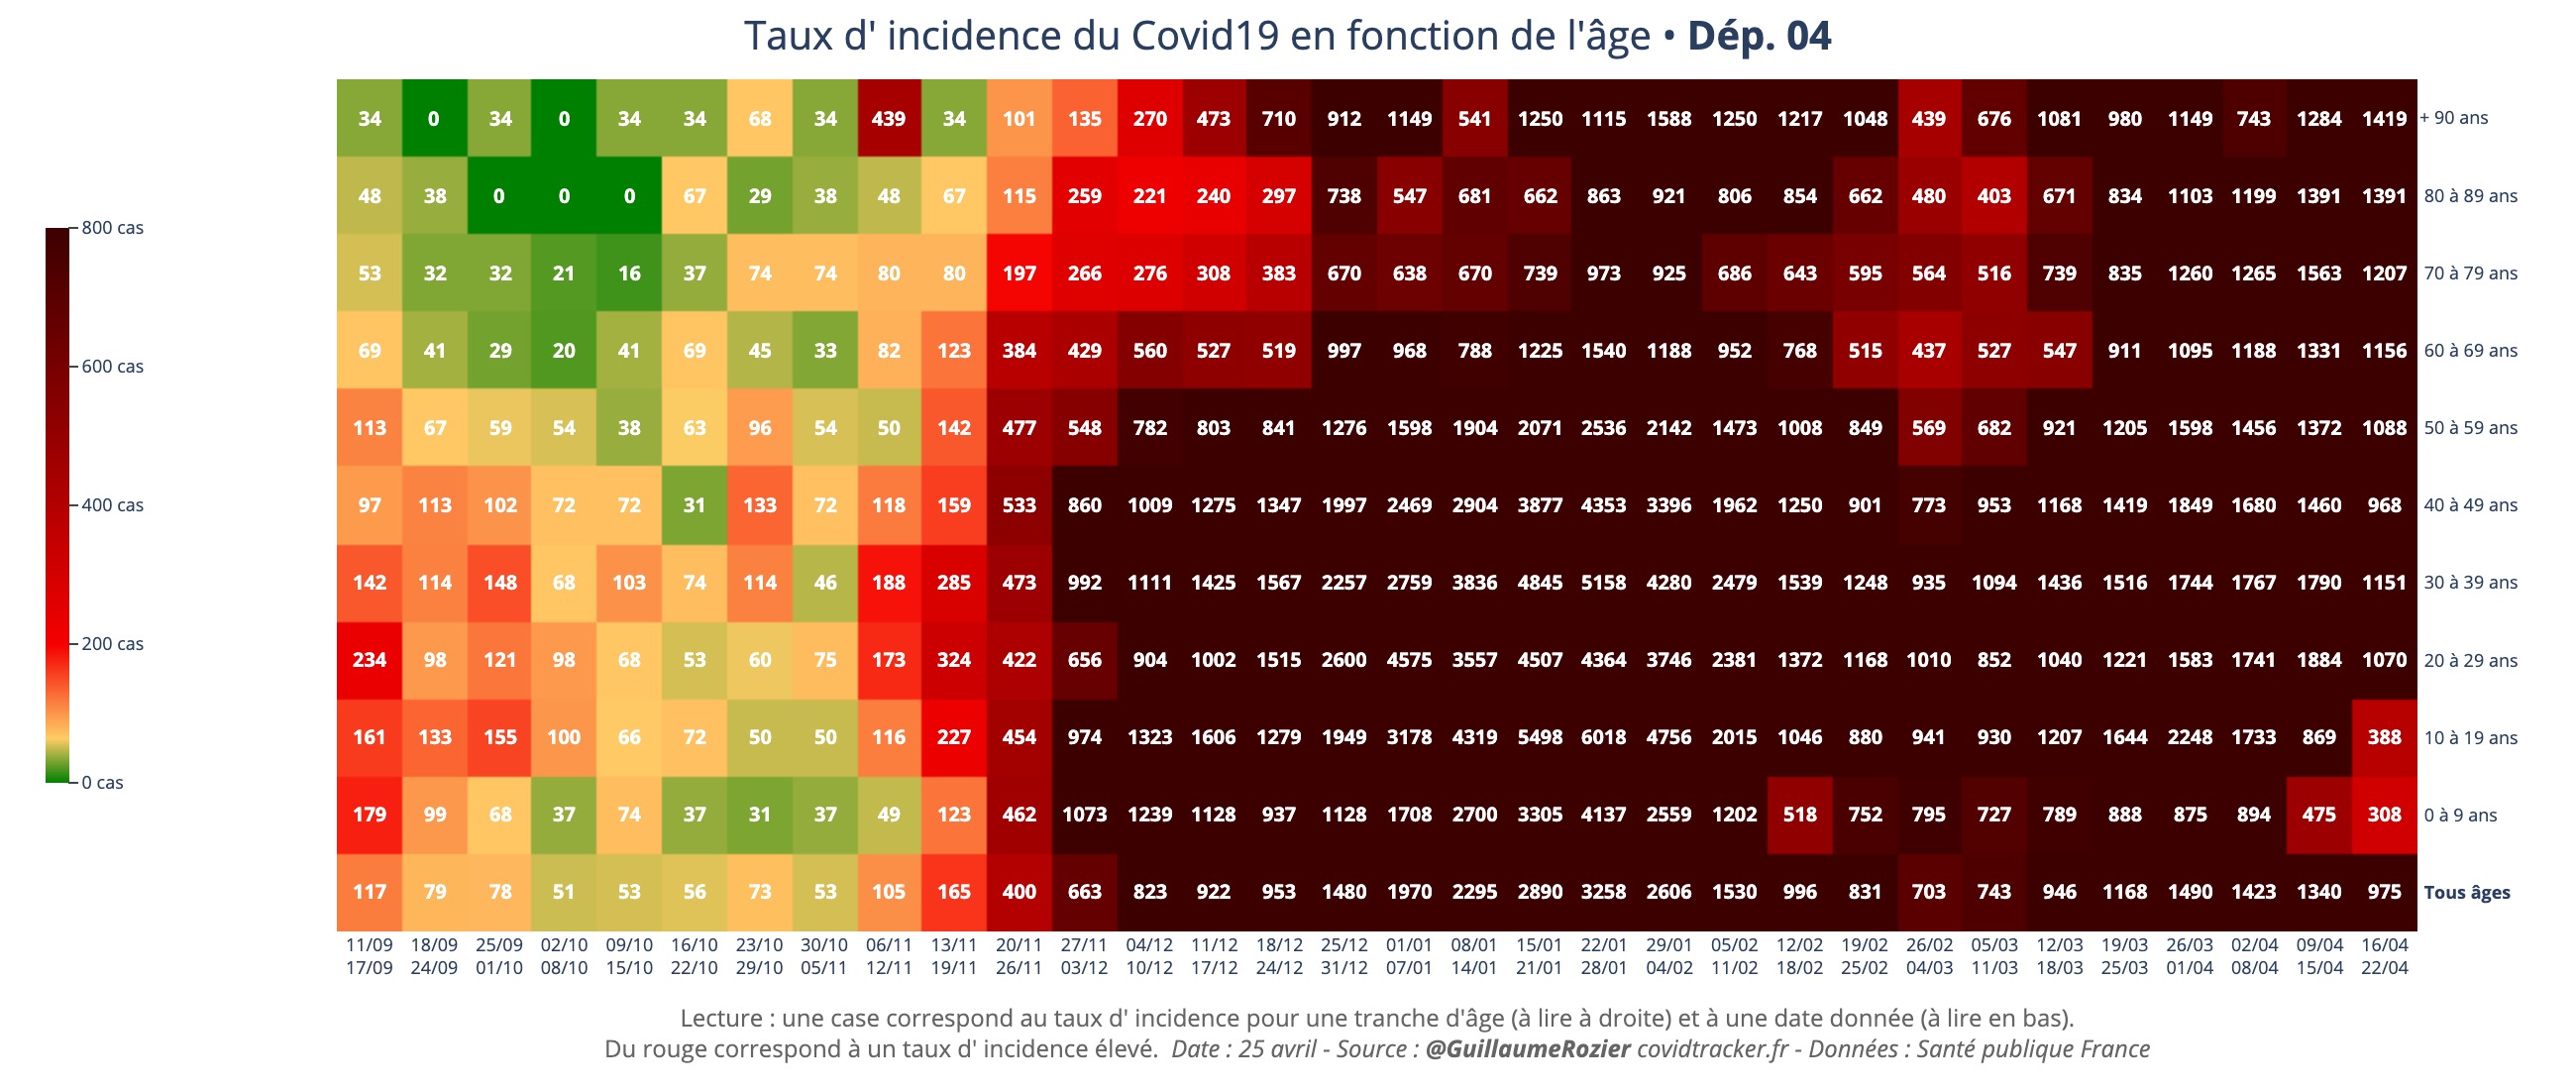 Taux d' incidence du Covid19 en fonction de l'âge • Dép. 04
34 0 34 0 34 34 68 34 439 34 101 135 270 473 710 912 1149 541 1250 1115 1588 1250 1217 1048 439 676 1081 980 1149 743 1284 1419 + 90 ans
48 38 0 0 0 67 29 38 48 67 115 259 221 240 297 738 547 681 662 863 921 806 854 662 480 403 671 834 1103 1199 1391 1391 80 à 89 ans
800 cas
53 32 32 21 16 37 74 74 80 80 197 266 276 308 383 670 638 670 739 973 925 686 643 595 564 516 739 835 1260 1265 1563 1207 70 à 79 ans
69 41 29 20 41 69 45 33 82 123 384 429 560 527 519 997 968 788 1225 1540 1188 952 768 515 437 527 547 911 1095 1188 1331 1156 60 à 69 ans
600 cas
113 67 59 54 38 63 96 54 50 142 477 548 782 803 841 1276 1598 1904 2071 2536 2142 1473 1008 849 569 682 921 1205 1598 1456 1372 1088 50 à 59 ans
400 cas
97 113 102 72 72 31 133 72 118 159 533 860 1009 1275 1347 1997 2469 2904 3877 4353 3396 1962 1250 901 773 953 1168 1419 1849 1680 1460 968 40 à 49 ans
142 114 148 68 103 74 114 46 188 285 473 992 1111 1425 1567 2257 2759 3836 4845 5158 4280 2479 1539 1248 935 1094 1436 1516 1744 1767 1790 1151 30 à 39 ans
200 cas
234 98 121 98 68 53 60 75 173 324 422 656 904 1002 1515 2600 4575 3557 4507 4364 3746 2381 1372 1168 1010 852 1040 1221 1583 1741 1884 1070 20 à 29 ans
161 133 155 100 66 72 50 50 116 227 454 974 1323 1606 1279 1949 3178 4319 5498 6018 4756 2015 1046 880 941 930 1207 1644 2248 1733 869 388 10 à 19 ans
0 cas
179 99 68 37 74 37 31 37 49 123 462 1073 1239 1128 937 1128 1708 2700 3305 4137 2559 1202 518 752 795 727 789 888 875 894 475 308 0 à 9 ans
117 79 78 51 53 56 73 53 105 165 400 663 823 922 953 1480 1970 2295 2890 3258 2606 1530 996 831 703 743 946 1168 1490 1423 1340 975 Tous âges
11/09 18/09 25/09 02/10 09/10 16/10 23/10 30/10 06/11 13/11 20/11 27/11 04/12 11/12 18/12 25/12 01/01 08/01 15/01 22/01 29/01 05/02 12/02 19/02 26/02 05/03 12/03 19/03 26/03 02/04 09/04 16/04
17/09 24/09 01/10 08/10 15/10 22/10 29/10 05/11 12/11 19/11 26/11 03/12 10/12 17/12 24/12 31/12 07/01 14/01 21/01 28/01 04/02 11/02 18/02 25/02 04/03 11/03 18/03 25/03 01/04 08/04 15/04 22/04
Lecture : une case correspond au taux d' incidence pour une tranche d'âge (à lire à droite) et à une date donnée (à lire en bas).
Du rouge correspond à un taux d' incidence élevé. Date : 25 avril - Source : @GuillaumeRozier covidtracker.fr - Données : Santé publique France